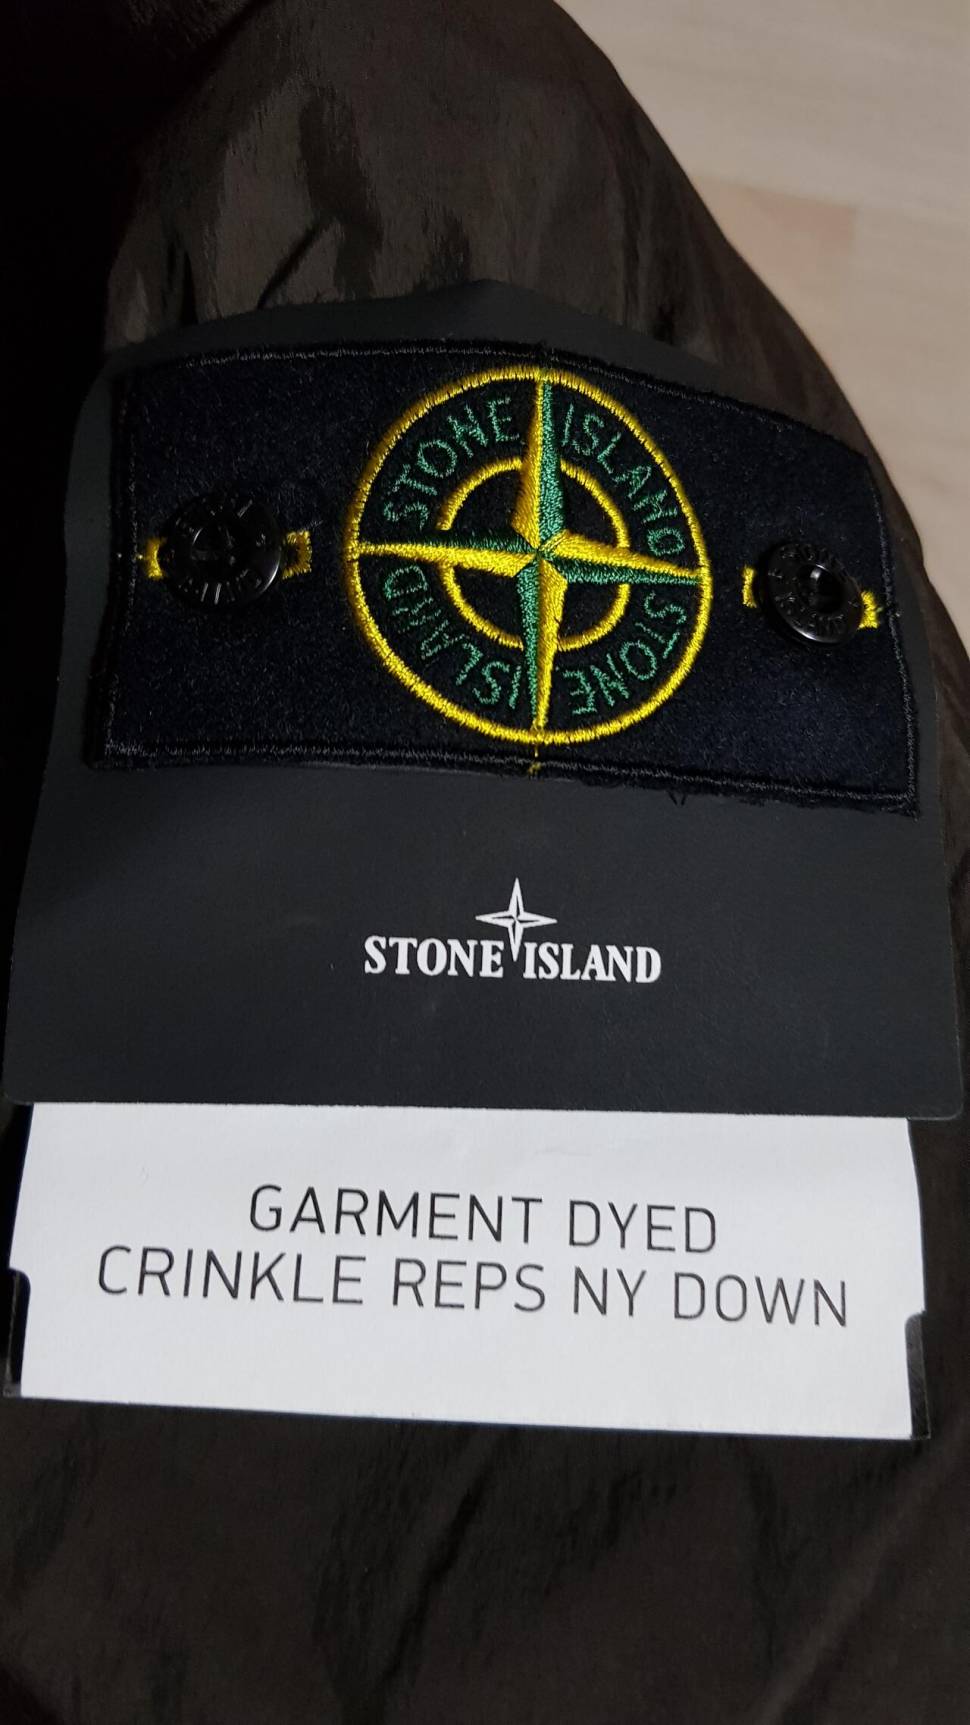 STONE ISLAND
STONE ISLAND
STONE ISLAND
GARMENT DYED
CRINKLE REPS NY DOWN